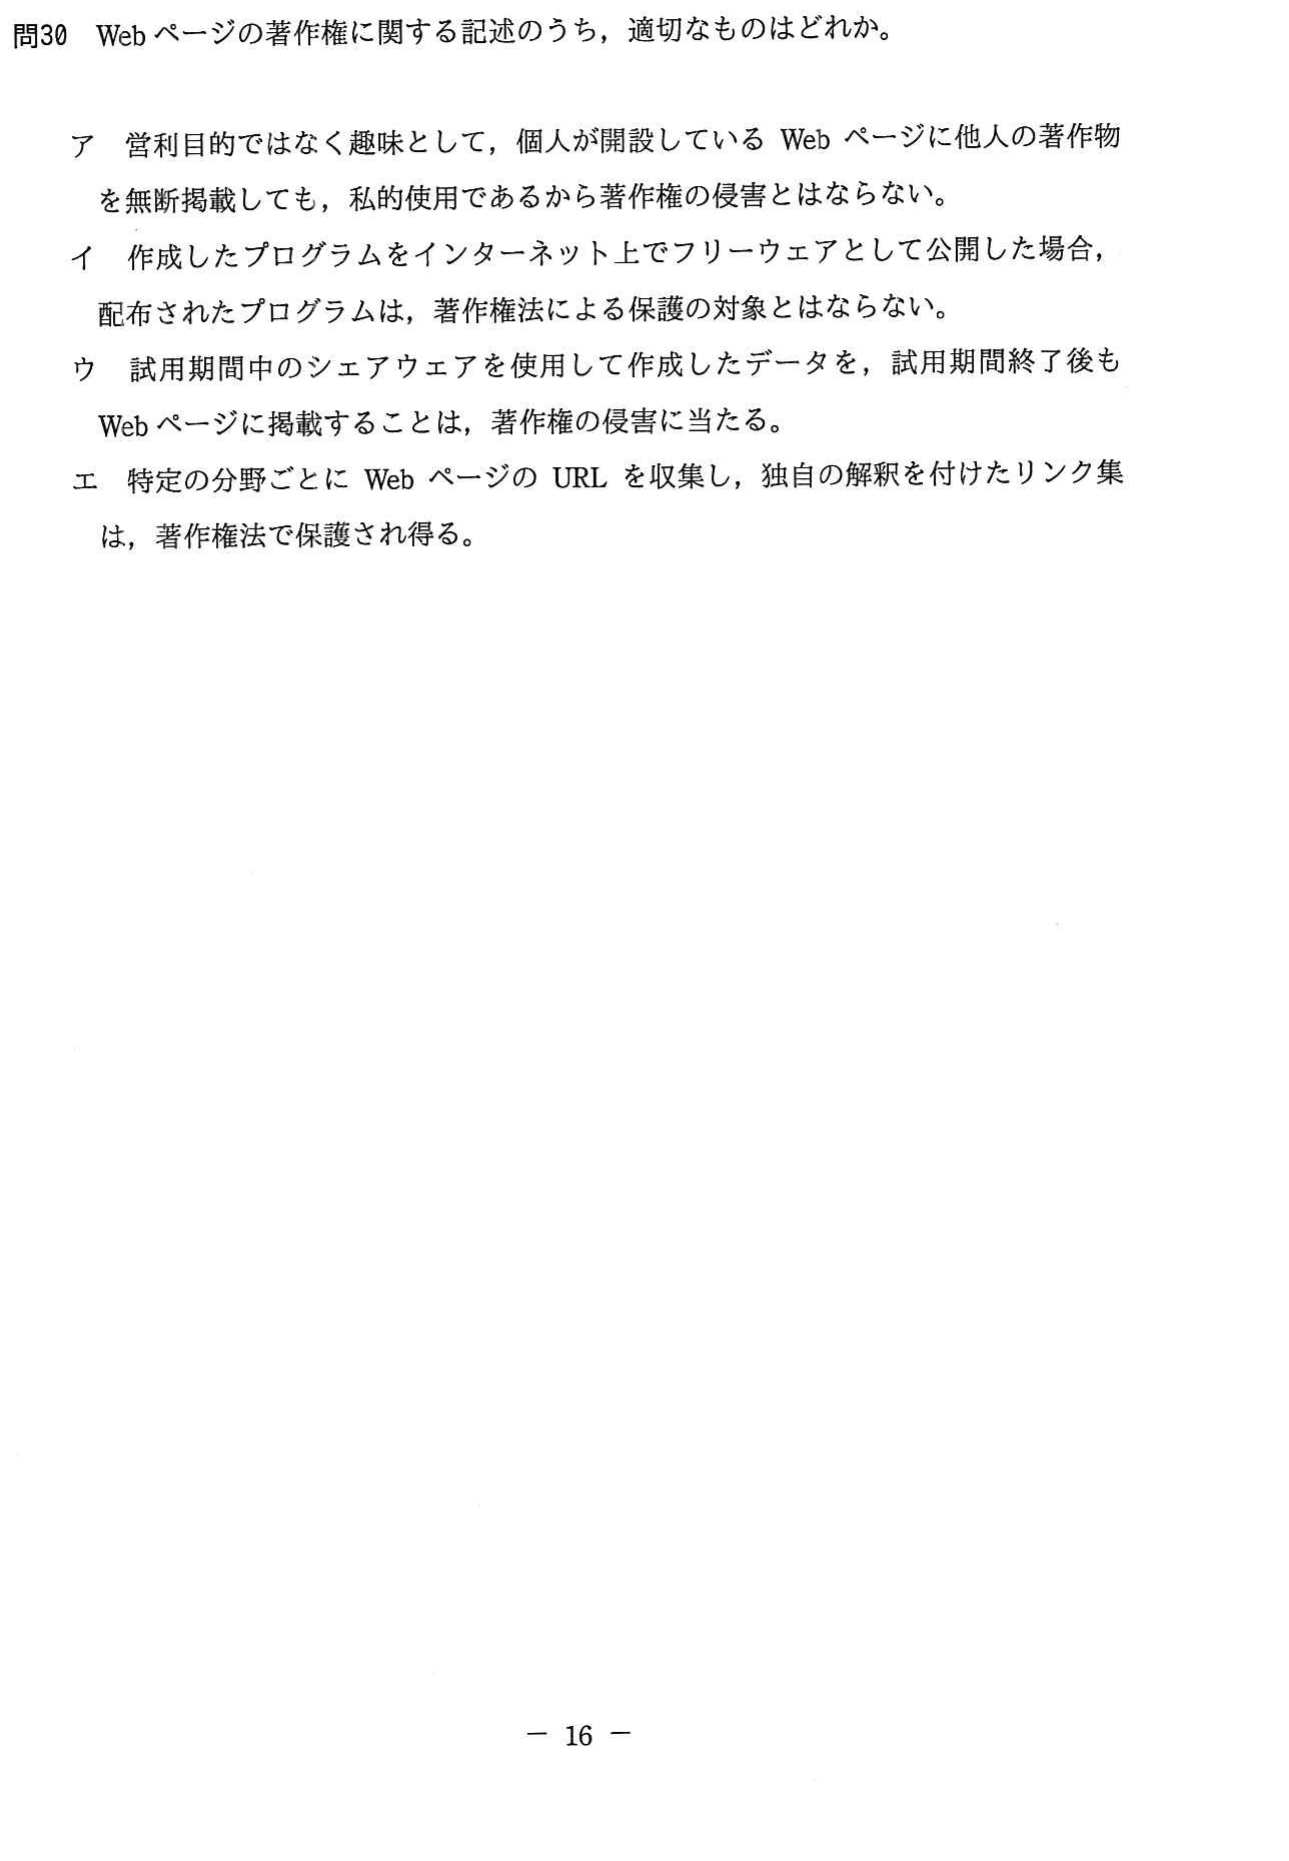 問30 Webページの著作権に関する記述のうち，適切なものはどれか。
ア 営利目的ではなく趣味として，個人が開設している Web ページに他人の著作物
を無断掲載しても，私的使用であるから著作権の侵害とはならない。
イ 作成したプログラムをインターネット上でフリーウェアとして公開した場合，
配布されたプログラムは，著作権法による保護の対象とはならない。
ウ 試用期間中のシェアウェアを使用して作成したデータを，試用期間終了後も
Webページに掲載することは，著作権の侵害に当たる。
エ 特定の分野ごとに Web ページの URL を収集し，独自の解釈を付けたリンク集
は，著作権法で保護され得る。
― 16 ―